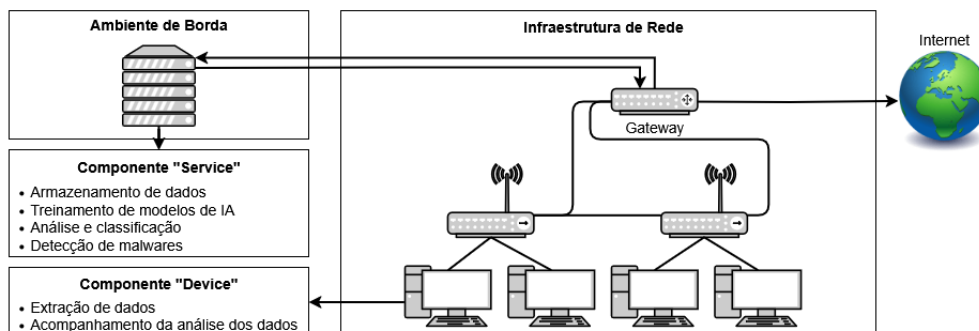 Ambiente de Borda
Infraestrutura de Rede
Internet
Gateway
Componente "Service"
• Armazenamento de dados
• Treinamento de modelos de IA
• Análise e classificação
• Detecção de malwares
Componente "Device"
• Extração de dados
• Acompanhamento da análise dos dados